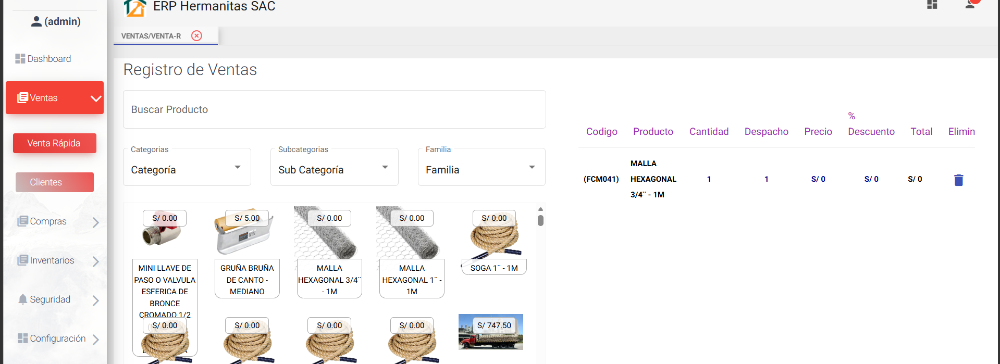 ERP Hermanitas SAC
(admin)
VENTAS/VENTA-R
Dashboard
Ventas
Venta Rápida
Clientes
Compras
Inventarios
Seguridad
Configuración
Registro de Ventas
Buscar Producto
Categorias
Categoría
Subcategorias
Sub Categoría
Familia
Familia
S/ 0.00
MINI LLAVE DE
PASO O VALVULA
ESFERICA DE
BRONCE
CROMADO 1/2
S/ 5.00
GRUÑA BRUÑA
DE CANTO -
MEDIANO
S/ 0.00
MALLA
HEXAGONAL 3/4¨
- 1M
S/ 0.00
MALLA
HEXAGONAL 1¨ -
1M
S/ 0.00
SOGA 1¨ - 1M
S/ 0.00
S/ 0.00
S/ 0.00
S/ 0.00
S/ 747.50
Codigo Producto Cantidad Despacho Precio % Descuento Total Elimin
(FCM041) MALLA HEXAGONAL 3/4¨ - 1M 1 1 S/ 0 S/ 0 S/ 0